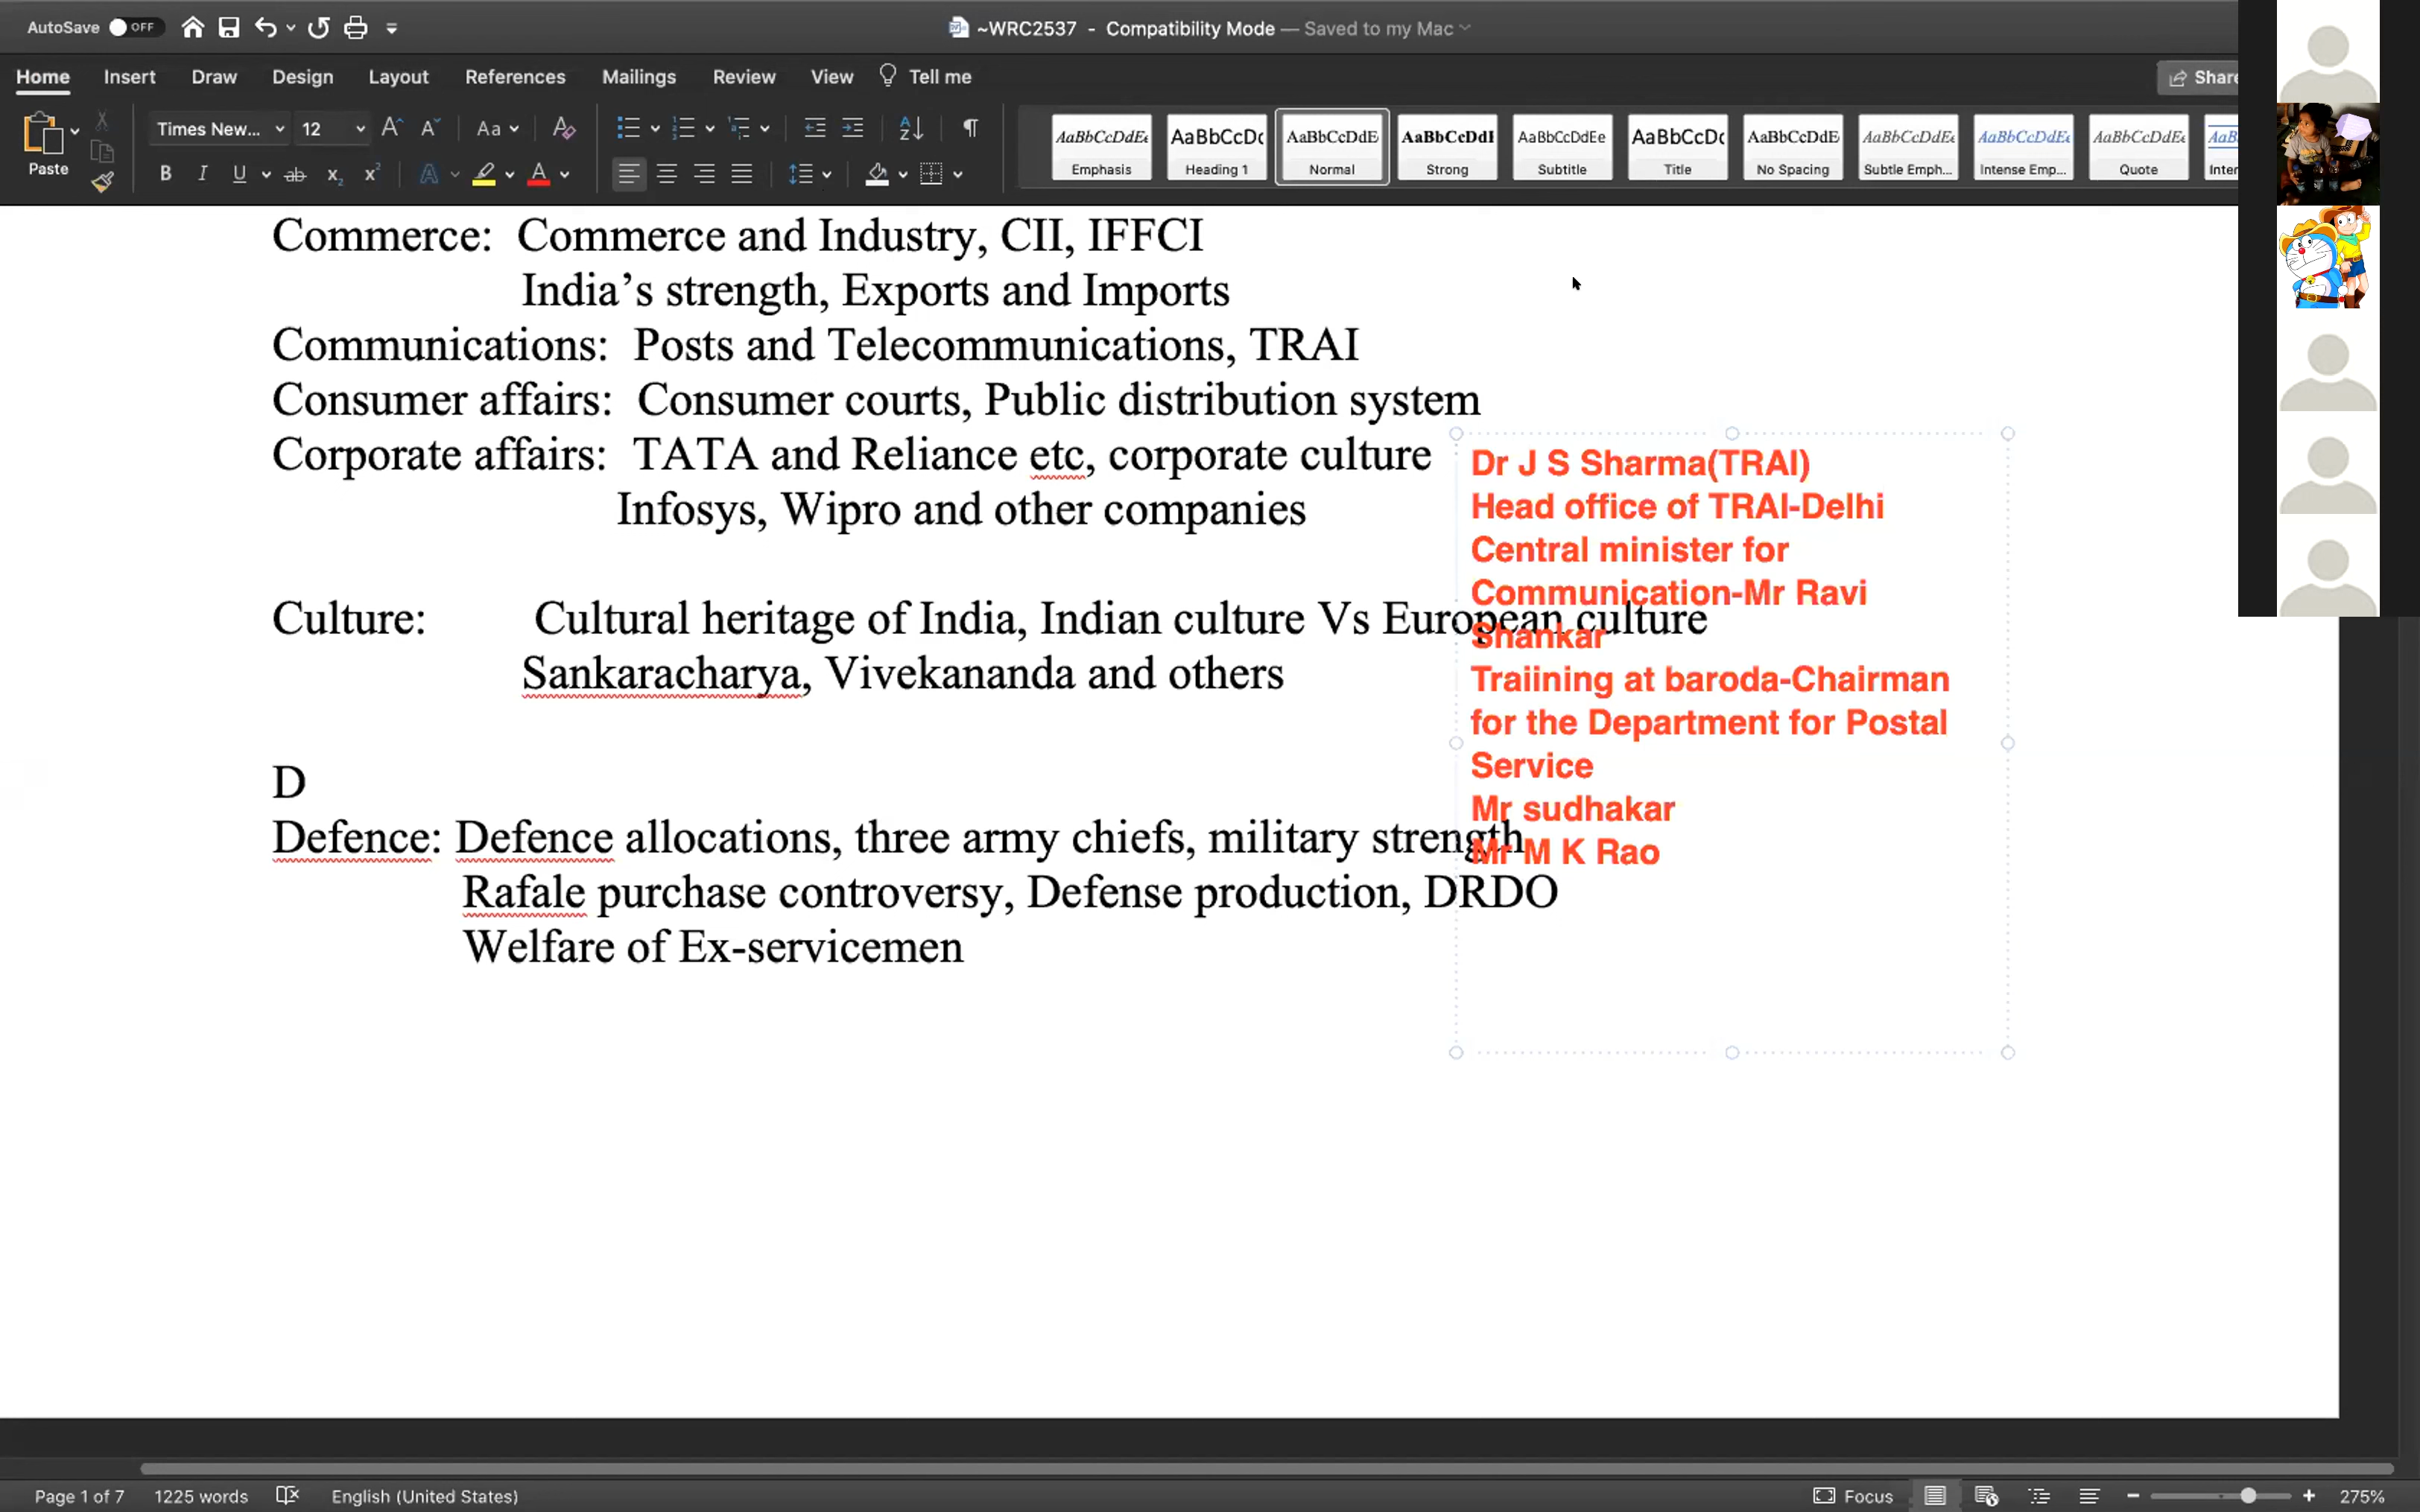 AutoSave OFF
~WRC2537 - Compatibility Mode — Saved to my Mac
Home Insert Draw Design Layout References Mailings Review View Tell me Share
Paste
Times New... 12
AaBbCcDdEe AaBbCcDc AaBbCcDdE AaBbCcDdI AaBbCcDdEe AaBbCcDc AaBbCcDdE AaBbCcDdEe AaBbCcDdEe AaBbCcDdEe AaB
Emphasis Heading 1 Normal Strong Subtitle Title No Spacing Subtle Emph... Intense Emp... Quote Inter
Commerce: Commerce and Industry, CII, IFFCI
India’s strength, Exports and Imports
Communications: Posts and Telecommunications, TRAI
Consumer affairs: Consumer courts, Public distribution system
Corporate affairs: TATA and Reliance etc, corporate culture
Infosys, Wipro and other companies
Culture: Cultural heritage of India, Indian culture Vs European culture
Sankaracharya, Vivekananda and others
D
Defence: Defence allocations, three army chiefs, military strength
Rafale purchase controversy, Defense production, DRDO
Welfare of Ex-servicemen
Dr J S Sharma(TRAI)
Head office of TRAI-Delhi
Central minister for
Communication-Mr Ravi
Shankar
Traiining at baroda-Chairman
for the Department for Postal
Service
Mr sudhakar
Mr M K Rao
Page 1 of 7 1225 words English (United States) Focus 275%